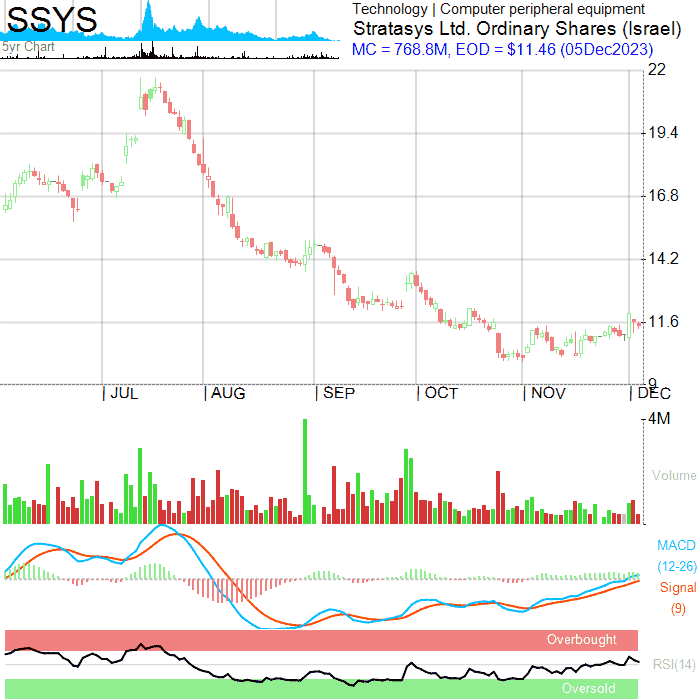 SSYS
5yr Chart
Technology | Computer peripheral equipment
Stratasys Ltd. Ordinary Shares (Israel)
MC = 768.8M, EOD = $11.46 (05Dec2023)
22
19.4
16.8
14.2
11.6
9
| JUL | AUG | SEP | OCT | NOV | DEC
4M
Volume
MACD
(12-26)
Signal
(9)
Overbought
RSI(14)
Oversold